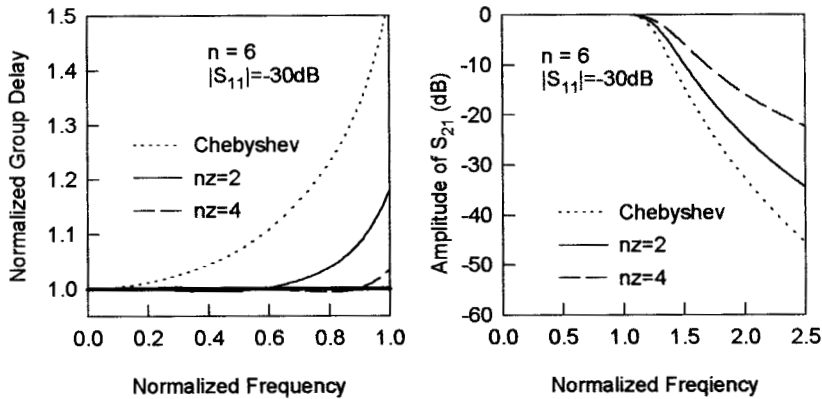 Normalized Group Delay
1.5
1.4
1.3
1.2
1.1
1.0
n = 6
|S11|=-30dB
Chebyshev
nz=2
nz=4
0.0 0.2 0.4 0.6 0.8 1.0
Normalized Frequency
Amplitude of S21 (dB)
0
-10
-20
-30
-40
-50
-60
n = 6
|S11|=-30dB
Chebyshev
nz=2
nz=4
0.0 0.5 1.0 1.5 2.0 2.5
Normalized Freqiency